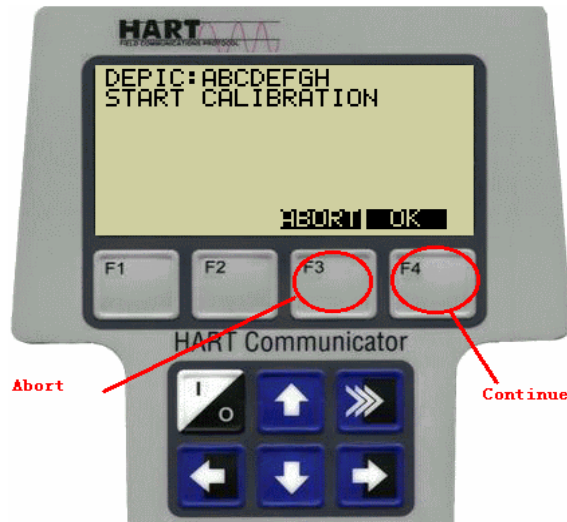 HART
FIELD COMMUNICATIONS PROTOCOL
DEPIC:ABCDEFGH
START CALIBRATION
ABORT OK
F1 F2 F3 F4
HART Communicator
Abort
Continue
I
O